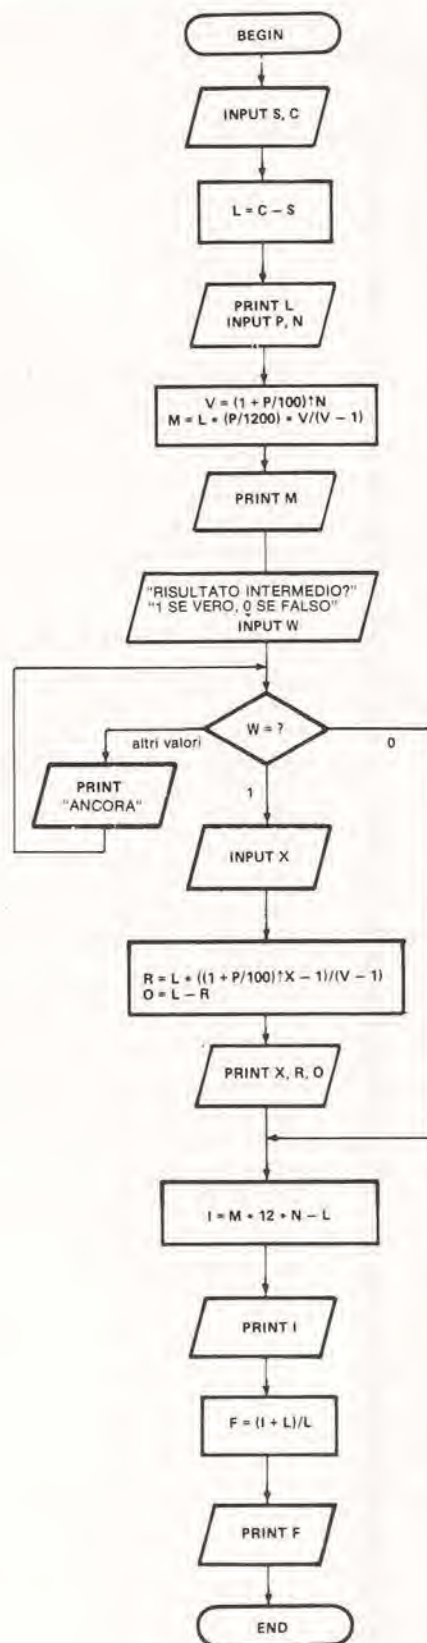 BEGIN
INPUT S, C
L = C – S
PRINT L
INPUT P, N
V = (1 + P/100)↑N
M = L * (P/1200) * V/(V – 1)
PRINT M
"RISULTATO INTERMEDIO?"
"1 SE VERO, 0 SE FALSO"
INPUT W
W = ?
altri valori
0
PRINT
"ANCORA"
1
INPUT X
R = L * ((1 + P/100)↑X – 1)/(V – 1)
O = L – R
PRINT X, R, O
I = M * 12 * N – L
PRINT I
F = (I + L)/L
PRINT F
END